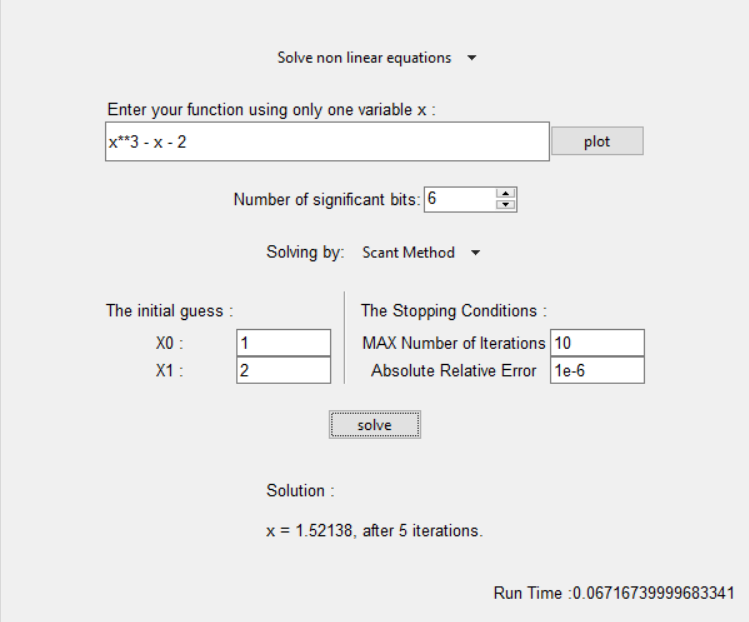 Solve non linear equations
Enter your function using only one variable x :
x**3 - x - 2
plot
Number of significant bits: 6
Solving by: Scant Method
The initial guess :
X0 : 1
X1 : 2
The Stopping Conditions :
MAX Number of Iterations 10
Absolute Relative Error 1e-6
solve
Solution :
x = 1.52138, after 5 iterations.
Run Time :0.06716739999683341